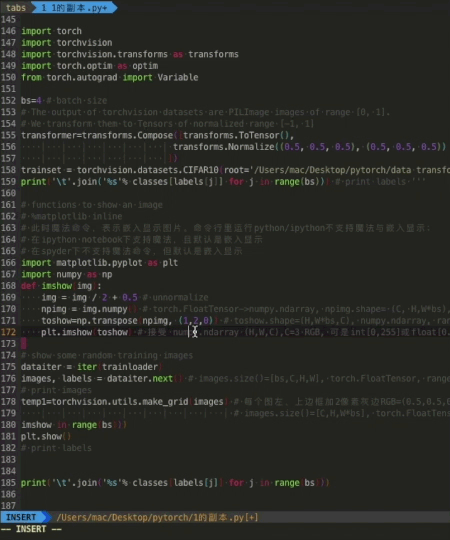 tabs 1 1的副本.py+
145
146 import torch
147 import torchvision
148 import torchvision.transforms as transforms
149 import torch.optim as optim
150 from torch.autograd import Variable
151
152 bs=4 # batch-size
153 # The output of torchvision datasets are PILImage images of range [0, 1].
154 # We transform them to Tensors of normalized range [-1, 1]
155 transformer=transforms.Compose([transforms.ToTensor(),
156 transforms.Normalize((0.5, 0.5, 0.5), (0.5, 0.5, 0.5))
157 ])
158 trainset = torchvision.datasets.CIFAR10(root='/Users/mac/Desktop/pytorch/data transfo
159 print('\t'.join('%s'% classes[labels[j]] for j in range(bs))) # print labels '''
160
161 # functions to show an image
162 # %matplotlib inline
163 # 此时魔法命令，表示嵌入显示图片。命令行里运行python/ipython不支持魔法与嵌入显示;
164 # 在ipython notebook下支持魔法，且默认是嵌入显示
165 # 在spyder下不支持魔法命令，但默认是嵌入显示
166 import matplotlib.pyplot as plt
167 import numpy as np
168 def imshow img :
169 img = img / 2 + 0.5 # unnormalize
170 npimg = img.numpy() # torch.FloatTensor->numpy.ndarray, npimg.shape= (C, H,W*bs),
171 toshow=np.transpose(npimg, (1,2,0)) # toshow.shape=(H,W*bs,C), numpy.ndarray, ran
172 plt.imshow(toshow) # 接受 num.ndarray (H,W,C),C=3-RGB, 可是int[0,255]或float[0.
173
174 # show some random training images
175 dataiter = iter(trainloader)
176 images, labels = dataiter.next() # images.size()=[bs,C,H,W], torch.FloatTensor, range
177 # print images
178 temp1=torchvision.utils.make_grid(images) # 每个图左、上边框加2像素灰边RGB=(0.5,0.5,0
179 # images.size()=[C,H,W*bs], torch.FloatTens
180 imshow in range(bs)))
181 plt.show()
182 # print labels
183
184
185 print('\t'.join('%s'% classes[labels[j]] for j in range(bs)))
186
187
INSERT /Users/mac/Desktop/pytorch/1的副本.py[+]
-- INSERT --